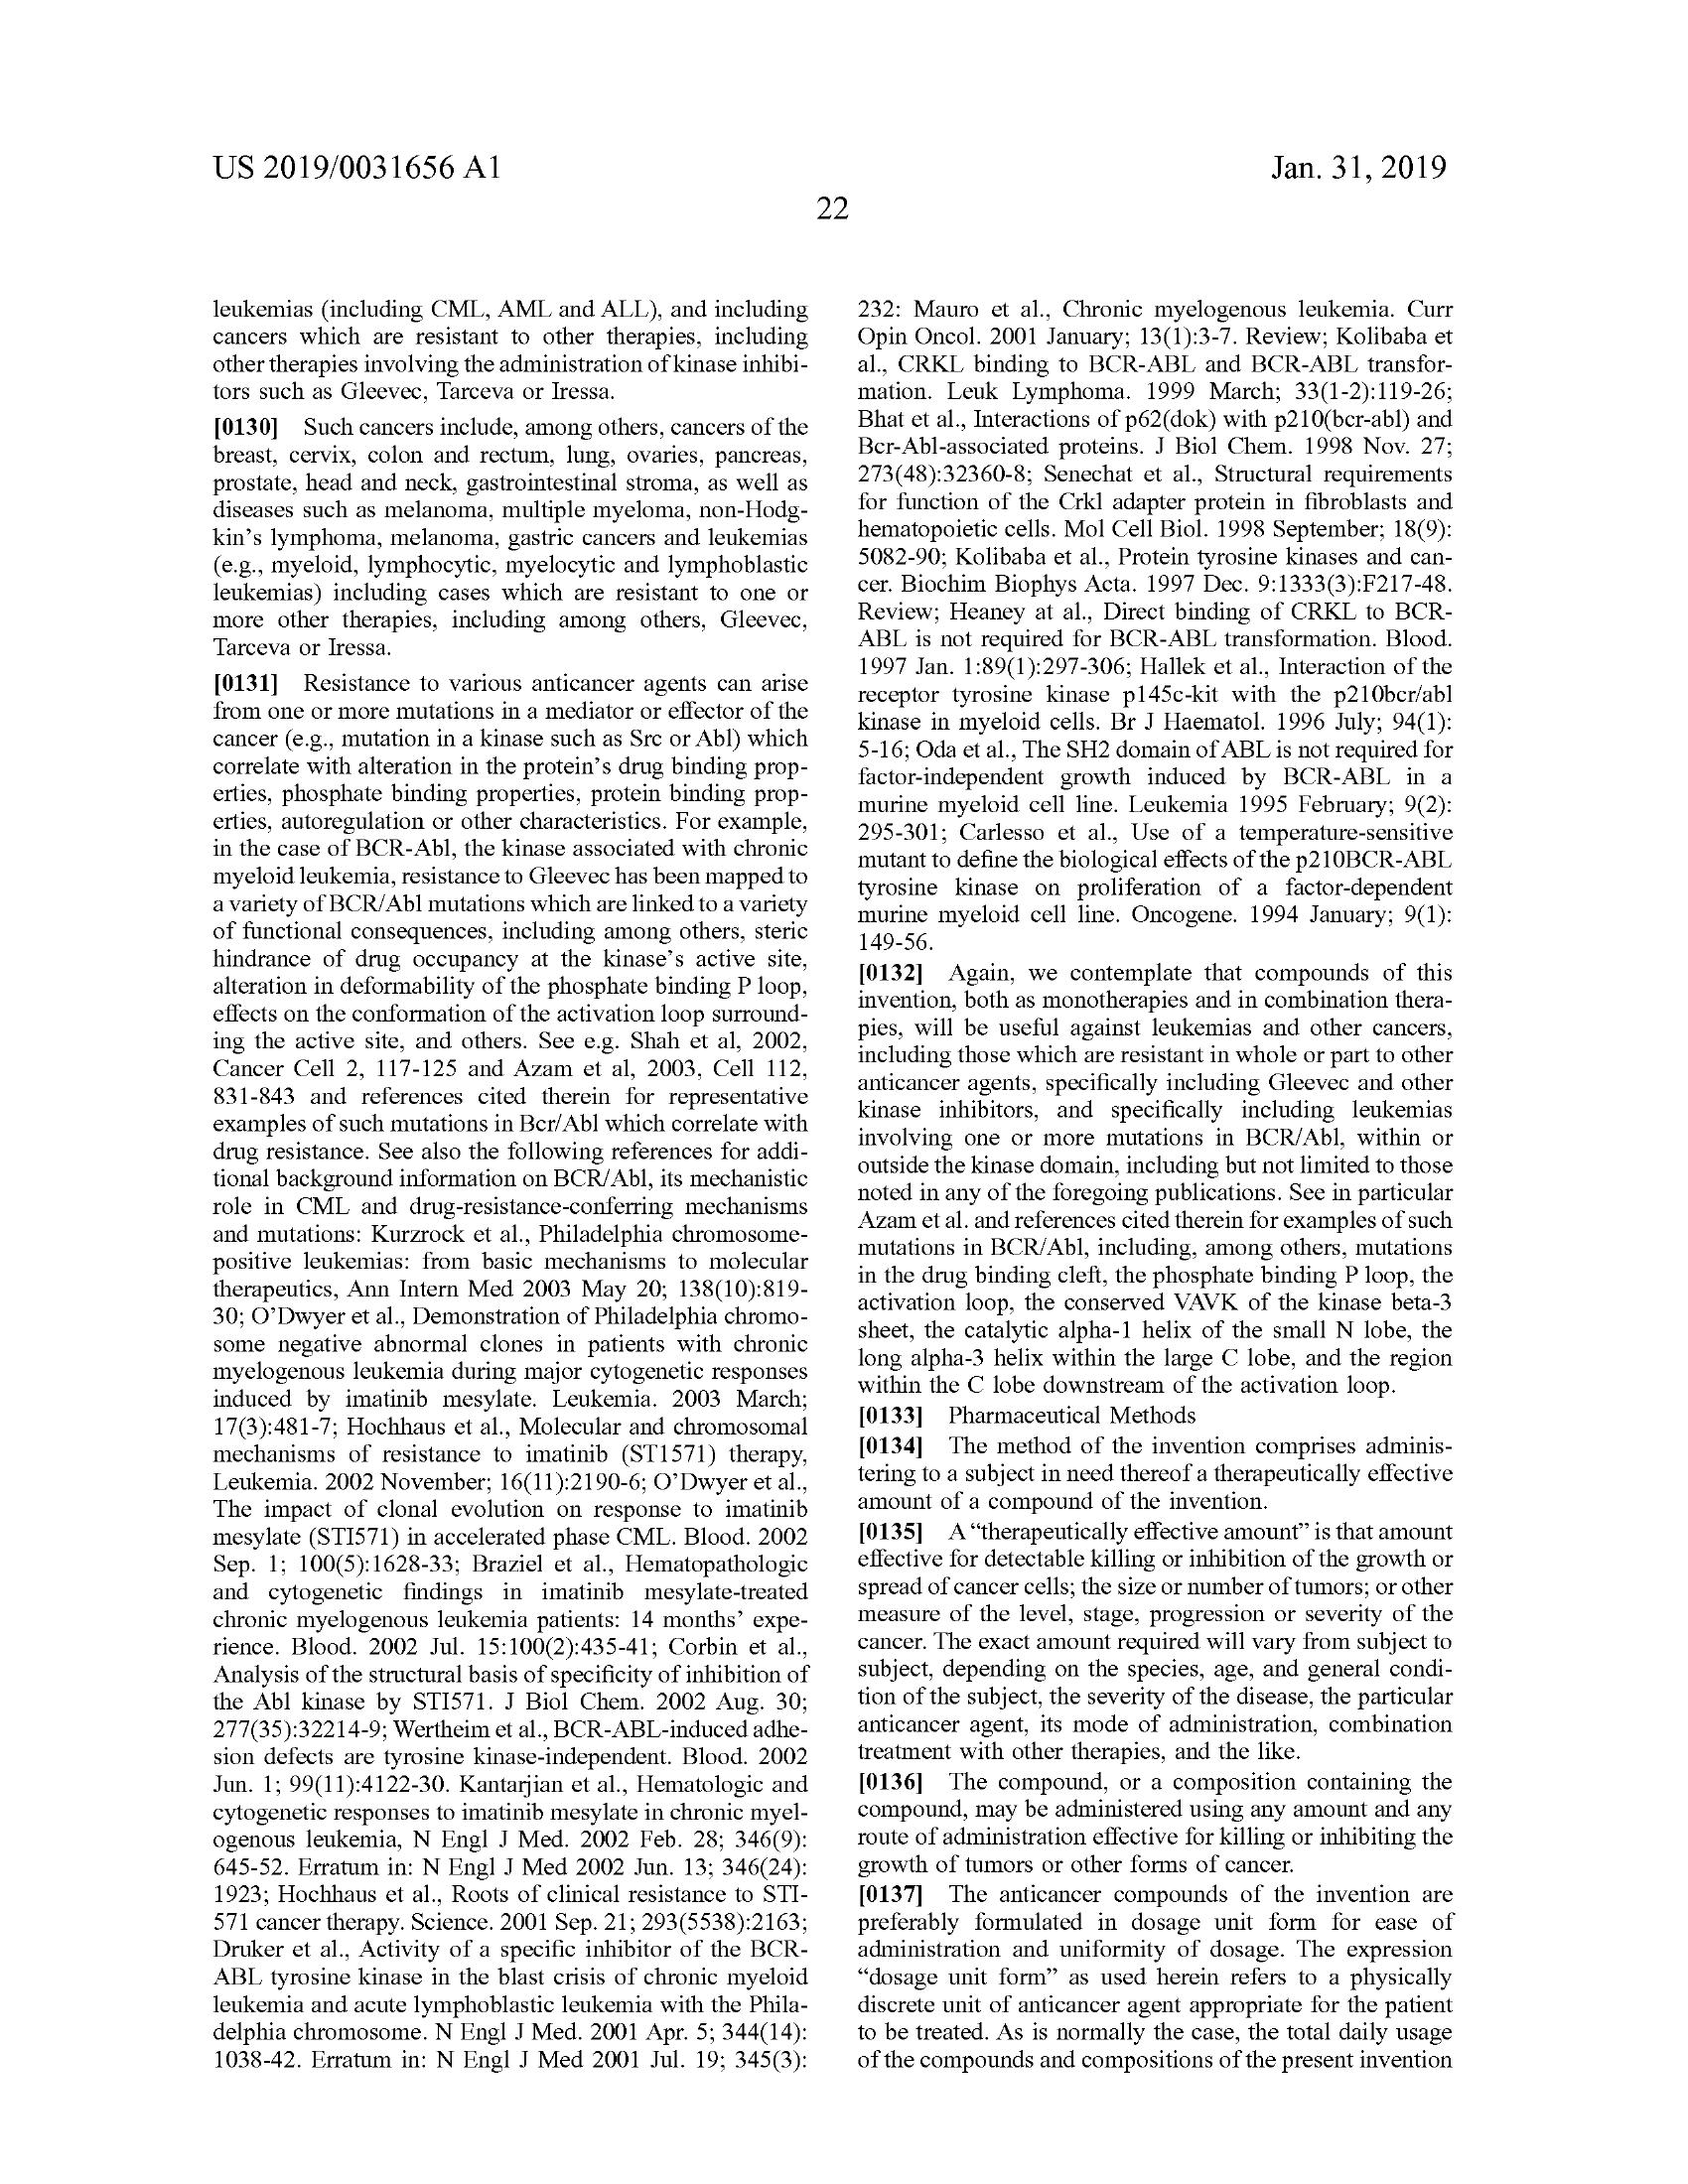 US 2019/0031656 A1
Jan. 31, 2019
22
leukemias (including CML, AML and ALL), and including
cancers which are resistant to other therapies, including
other therapies involving the administration of kinase inhibi-
tors such as Gleevec, Tarceva or Iressa.
[0130] Such cancers include, among others, cancers of the
breast, cervix, colon and rectum, lung, ovaries, pancreas,
prostate, head and neck, gastrointestinal stroma, as well as
diseases such as melanoma, multiple myeloma, non-Hodg-
kin's lymphoma, melanoma, gastric cancers and leukemias
(e.g., myeloid, lymphocytic, myelocytic and lymphoblastic
leukemias) including cases which are resistant to one or
more other therapies, including among others, Gleevec,
Tarceva or Iressa.
[0131] Resistance to various anticancer agents can arise
from one or more mutations in a mediator or effector of the
cancer (e.g., mutation in a kinase such as Src or Abl) which
correlate with alteration in the protein's drug binding prop-
erties, phosphate binding properties, protein binding prop-
erties, autoregulation or other characteristics. For example,
in the case of BCR-Abl, the kinase associated with chronic
myeloid leukemia, resistance to Gleevec has been mapped to
a variety of BCR/Abl mutations which are linked to a variety
of functional consequences, including among others, steric
hindrance of drug occupancy at the kinase's active site,
alteration in deformability of the phosphate binding P loop,
effects on the conformation of the activation loop surround-
ing the active site, and others. See e.g. Shah et al, 2002,
Cancer Cell 2, 117-125 and Azam et al, 2003, Cell 112,
831-843 and references cited therein for representative
examples of such mutations in Bcr/Abl which correlate with
drug resistance. See also the following references for addi-
tional background information on BCR/Abl, its mechanistic
role in CML and drug-resistance-conferring mechanisms
and mutations: Kurzrock et al., Philadelphia chromosome-
positive leukemias: from basic mechanisms to molecular
therapeutics, Ann Intern Med 2003 May 20; 138(10):819-
30; O'Dwyer et al., Demonstration of Philadelphia chromo-
some negative abnormal clones in patients with chronic
myelogenous leukemia during major cytogenetic responses
induced by imatinib mesylate. Leukemia. 2003 March;
17(3):481-7; Hochhaus et al., Molecular and chromosomal
mechanisms of resistance to imatinib (ST1571) therapy,
Leukemia. 2002 November; 16(11):2190-6; O'Dwyer et al.,
The impact of clonal evolution on response to imatinib
mesylate (STI571) in accelerated phase CML. Blood. 2002
Sep. 1; 100(5):1628-33; Braziel et al., Hematopathologic
and cytogenetic findings in imatinib mesylate-treated
chronic myelogenous leukemia patients: 14 months' expe-
rience. Blood. 2002 Jul. 15:100(2):435-41; Corbin et al.,
Analysis of the structural basis of specificity of inhibition of
the Abl kinase by STI571. J Biol Chem. 2002 Aug. 30;
277(35):32214-9; Wertheim et al., BCR-ABL-induced adhe-
sion defects are tyrosine kinase-independent. Blood. 2002
Jun. 1; 99(11):4122-30. Kantarjian et al., Hematologic and
cytogenetic responses to imatinib mesylate in chronic myel-
ogenous leukemia, N Engl J Med. 2002 Feb. 28; 346(9):
645-52. Erratum in: N Engl J Med 2002 Jun. 13; 346(24):
1923; Hochhaus et al., Roots of clinical resistance to STI-
571 cancer therapy. Science. 2001 Sep. 21; 293(5538):2163;
Druker et al., Activity of a specific inhibitor of the BCR-
ABL tyrosine kinase in the blast crisis of chronic myeloid
leukemia and acute lymphoblastic leukemia with the Phila-
delphia chromosome. N Engl J Med. 2001 Apr. 5; 344(14):
1038-42. Erratum in: N Engl J Med 2001 Jul. 19; 345(3):
232: Mauro et al., Chronic myelogenous leukemia. Curr
Opin Oncol. 2001 January; 13(1):3-7. Review; Kolibaba et
al., CRKL binding to BCR-ABL and BCR-ABL transfor-
mation. Leuk Lymphoma. 1999 March; 33(1-2):119-26;
Bhat et al., Interactions of p62(dok) with p210(bcr-abl) and
Bcr-Abl-associated proteins. J Biol Chem. 1998 Nov. 27;
273(48):32360-8; Senechat et al., Structural requirements
for function of the Crkl adapter protein in fibroblasts and
hematopoietic cells. Mol Cell Biol. 1998 September; 18(9):
5082-90; Kolibaba et al., Protein tyrosine kinases and can-
cer. Biochim Biophys Acta. 1997 Dec. 9:1333(3):F217-48.
Review; Heaney at al., Direct binding of CRKL to BCR-
ABL is not required for BCR-ABL transformation. Blood.
1997 Jan. 1:89(1):297-306; Hallek et al., Interaction of the
receptor tyrosine kinase p145c-kit with the p210bcr/abl
kinase in myeloid cells. Br J Haematol. 1996 July; 94(1):
5-16; Oda et al., The SH2 domain of ABL is not required for
factor-independent growth induced by BCR-ABL in a
murine myeloid cell line. Leukemia 1995 February; 9(2):
295-301; Carlesso et al., Use of a temperature-sensitive
mutant to define the biological effects of the p210BCR-ABL
tyrosine kinase on proliferation of a factor-dependent
murine myeloid cell line. Oncogene. 1994 January; 9(1):
149-56.
[0132] Again, we contemplate that compounds of this
invention, both as monotherapies and in combination thera-
pies, will be useful against leukemias and other cancers,
including those which are resistant in whole or part to other
anticancer agents, specifically including Gleevec and other
kinase inhibitors, and specifically including leukemias
involving one or more mutations in BCR/Abl, within or
outside the kinase domain, including but not limited to those
noted in any of the foregoing publications. See in particular
Azam et al. and references cited therein for examples of such
mutations in BCR/Abl, including, among others, mutations
in the drug binding cleft, the phosphate binding P loop, the
activation loop, the conserved VAVK of the kinase beta-3
sheet, the catalytic alpha-1 helix of the small N lobe, the
long alpha-3 helix within the large C lobe, and the region
within the C lobe downstream of the activation loop.
[0133] Pharmaceutical Methods
[0134] The method of the invention comprises adminis-
tering to a subject in need thereof a therapeutically effective
amount of a compound of the invention.
[0135] A “therapeutically effective amount” is that amount
effective for detectable killing or inhibition of the growth or
spread of cancer cells; the size or number of tumors; or other
measure of the level, stage, progression or severity of the
cancer. The exact amount required will vary from subject to
subject, depending on the species, age, and general condi-
tion of the subject, the severity of the disease, the particular
anticancer agent, its mode of administration, combination
treatment with other therapies, and the like.
[0136] The compound, or a composition containing the
compound, may be administered using any amount and any
route of administration effective for killing or inhibiting the
growth of tumors or other forms of cancer.
[0137] The anticancer compounds of the invention are
preferably formulated in dosage unit form for ease of
administration and uniformity of dosage. The expression
“dosage unit form” as used herein refers to a physically
discrete unit of anticancer agent appropriate for the patient
to be treated. As is normally the case, the total daily usage
of the compounds and compositions of the present invention